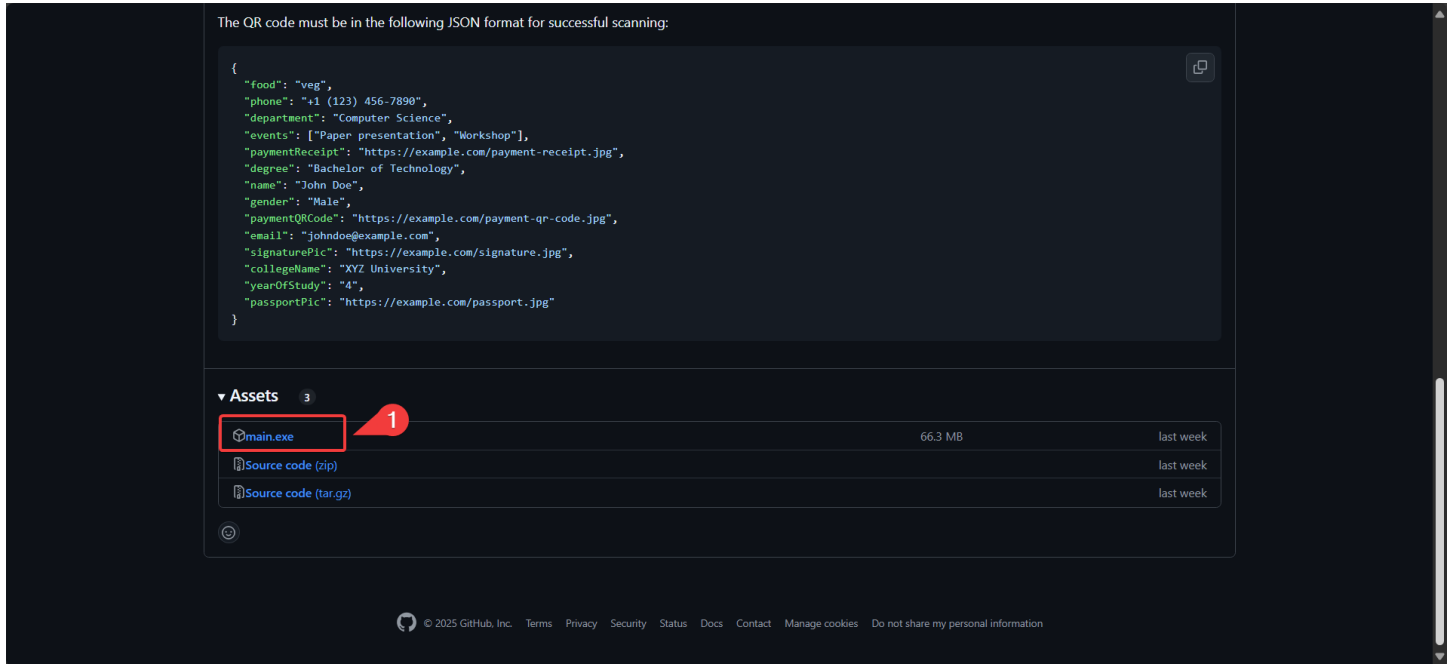 The QR code must be in the following JSON format for successful scanning:
{
"food": "veg",
"phone": "+1 (123) 456-7890",
"department": "Computer Science",
"events": ["Paper presentation", "Workshop"],
"paymentReceipt": "https://example.com/payment-receipt.jpg",
"degree": "Bachelor of Technology",
"name": "John Doe",
"gender": "Male",
"paymentQRCode": "https://example.com/payment-qr-code.jpg",
"email": "johndoe@example.com",
"signaturePic": "https://example.com/signature.jpg",
"collegeName": "XYZ University",
"yearOfStudy": "4",
"passportPic": "https://example.com/passport.jpg"
}
Assets 3
1
main.exe 66.3 MB last week
Source code (zip) last week
Source code (tar.gz) last week
© 2025 GitHub, Inc. Terms Privacy Security Status Docs Contact Manage cookies Do not share my personal information